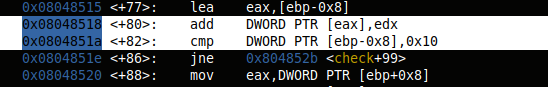 0x08048515 <+77>: lea eax,[ebp-0x8]
0x08048518 <+80>: add DWORD PTR [eax],edx
0x0804851a <+82>: cmp DWORD PTR [ebp-0x8],0x10
0x0804851e <+86>: jne 0x804852b <check+99>
0x08048520 <+88>: mov eax,DWORD PTR [ebp+0x8]